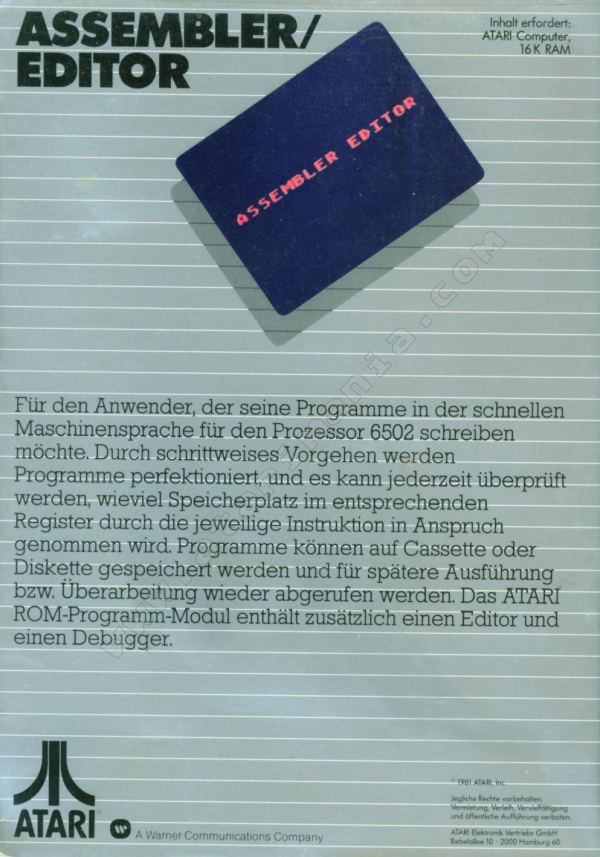 ASSEMBLER/
EDITOR
Inhalt erfordert:
ATARI Computer,
16 K RAM
ASSEMBLER EDITOR
Für den Anwender, der seine Programme in der schnellen
Maschinensprache für den Prozessor 6502 schreiben
möchte. Durch schrittweises Vorgehen werden
Programme perfektioniert, und es kann jederzeit überprüft
werden, wieviel Speicherplatz im entsprechenden
Register durch die jeweilige Instruktion in Anspruch
genommen wird. Programme können auf Cassette oder
Diskette gespeichert werden und für spätere Ausführung
bzw. Überarbeitung wieder abgerufen werden. Das ATARI
ROM-Programm-Modul enthält zusätzlich einen Editor und
einen Debugger.
ATARI
A Warner Communications Company
© 1981 ATARI, Inc.
Jegliche Rechte vorbehalten.
Vermietung, Verleih, Vervielfältigung
und öffentliche Aufführung verboten.
ATARI Elektronik Vertriebs GmbH
Bebelallee 10 · 2000 Hamburg 60